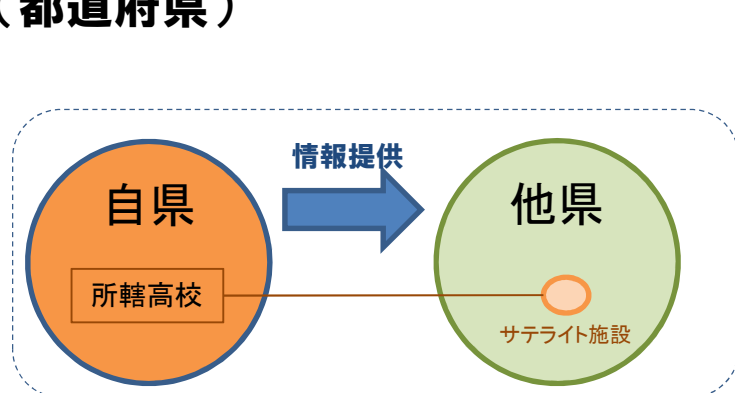 （都道府県）
情報提供
自県
他県
所轄高校
サテライト施設